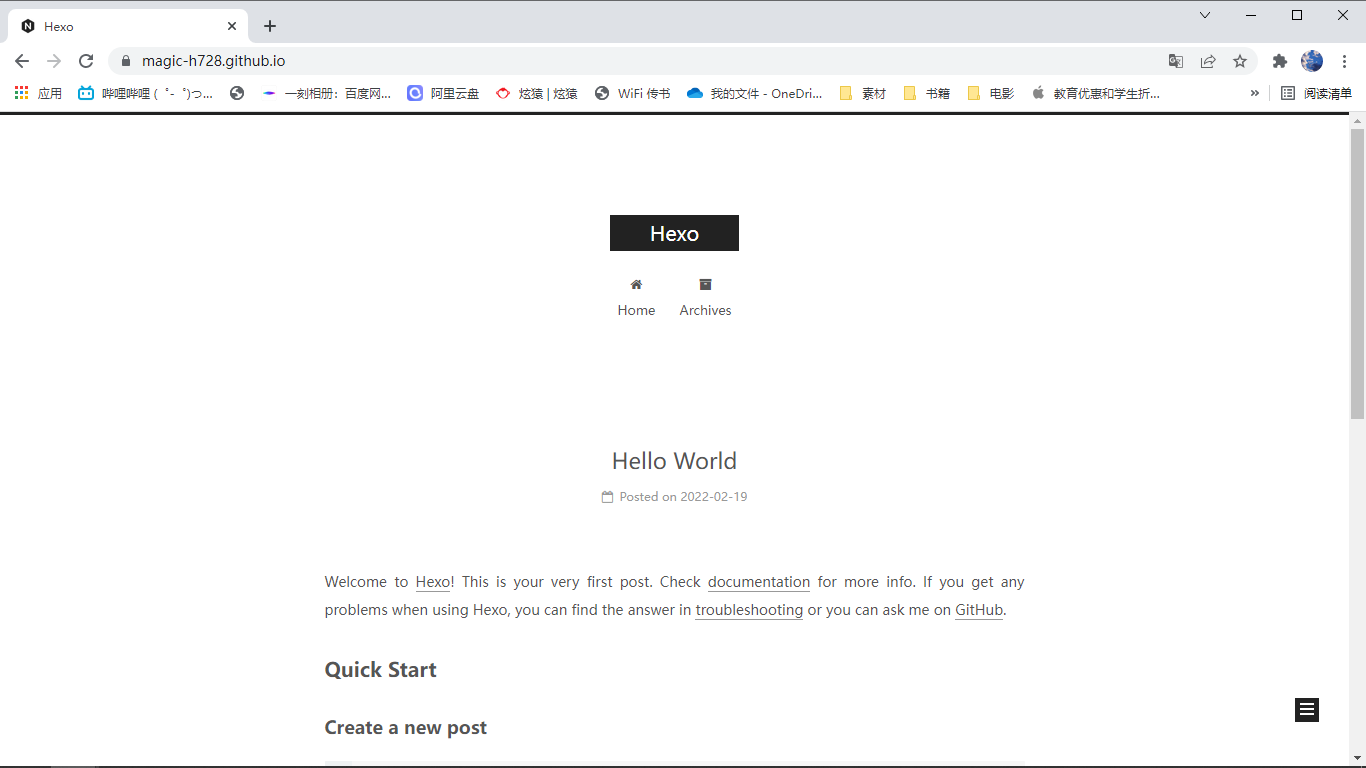 Hexo
magic-h728.github.io
应用 哔哩哔哩 (゜-゜)つ... 一刻相册：百度网... 阿里云盘 炫猿 | 炫猿 WiFi 传书 我的文件 - OneDri... 素材 书籍 电影 教育优惠和学生折... » 阅读清单
Hexo
Home Archives
Hello World
Posted on 2022-02-19
Welcome to Hexo! This is your very first post. Check documentation for more info. If you get any
problems when using Hexo, you can find the answer in troubleshooting or you can ask me on GitHub.
Quick Start
Create a new post